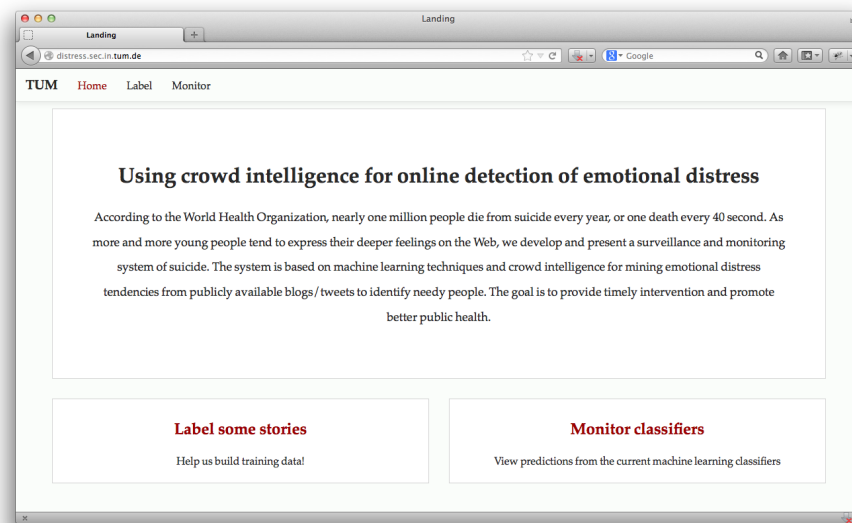 Landing
Landing
distress.sec.in.tum.de
Google
TUM Home Label Monitor
Using crowd intelligence for online detection of emotional distress
According to the World Health Organization, nearly one million people die from suicide every year, or one death every 40 second. As
more and more young people tend to express their deeper feelings on the Web, we develop and present a surveillance and monitoring
system of suicide. The system is based on machine learning techniques and crowd intelligence for mining emotional distress
tendencies from publicly available blogs/tweets to identify needy people. The goal is to provide timely intervention and promote
better public health.
Label some stories
Help us build training data!
Monitor classifiers
View predictions from the current machine learning classifiers